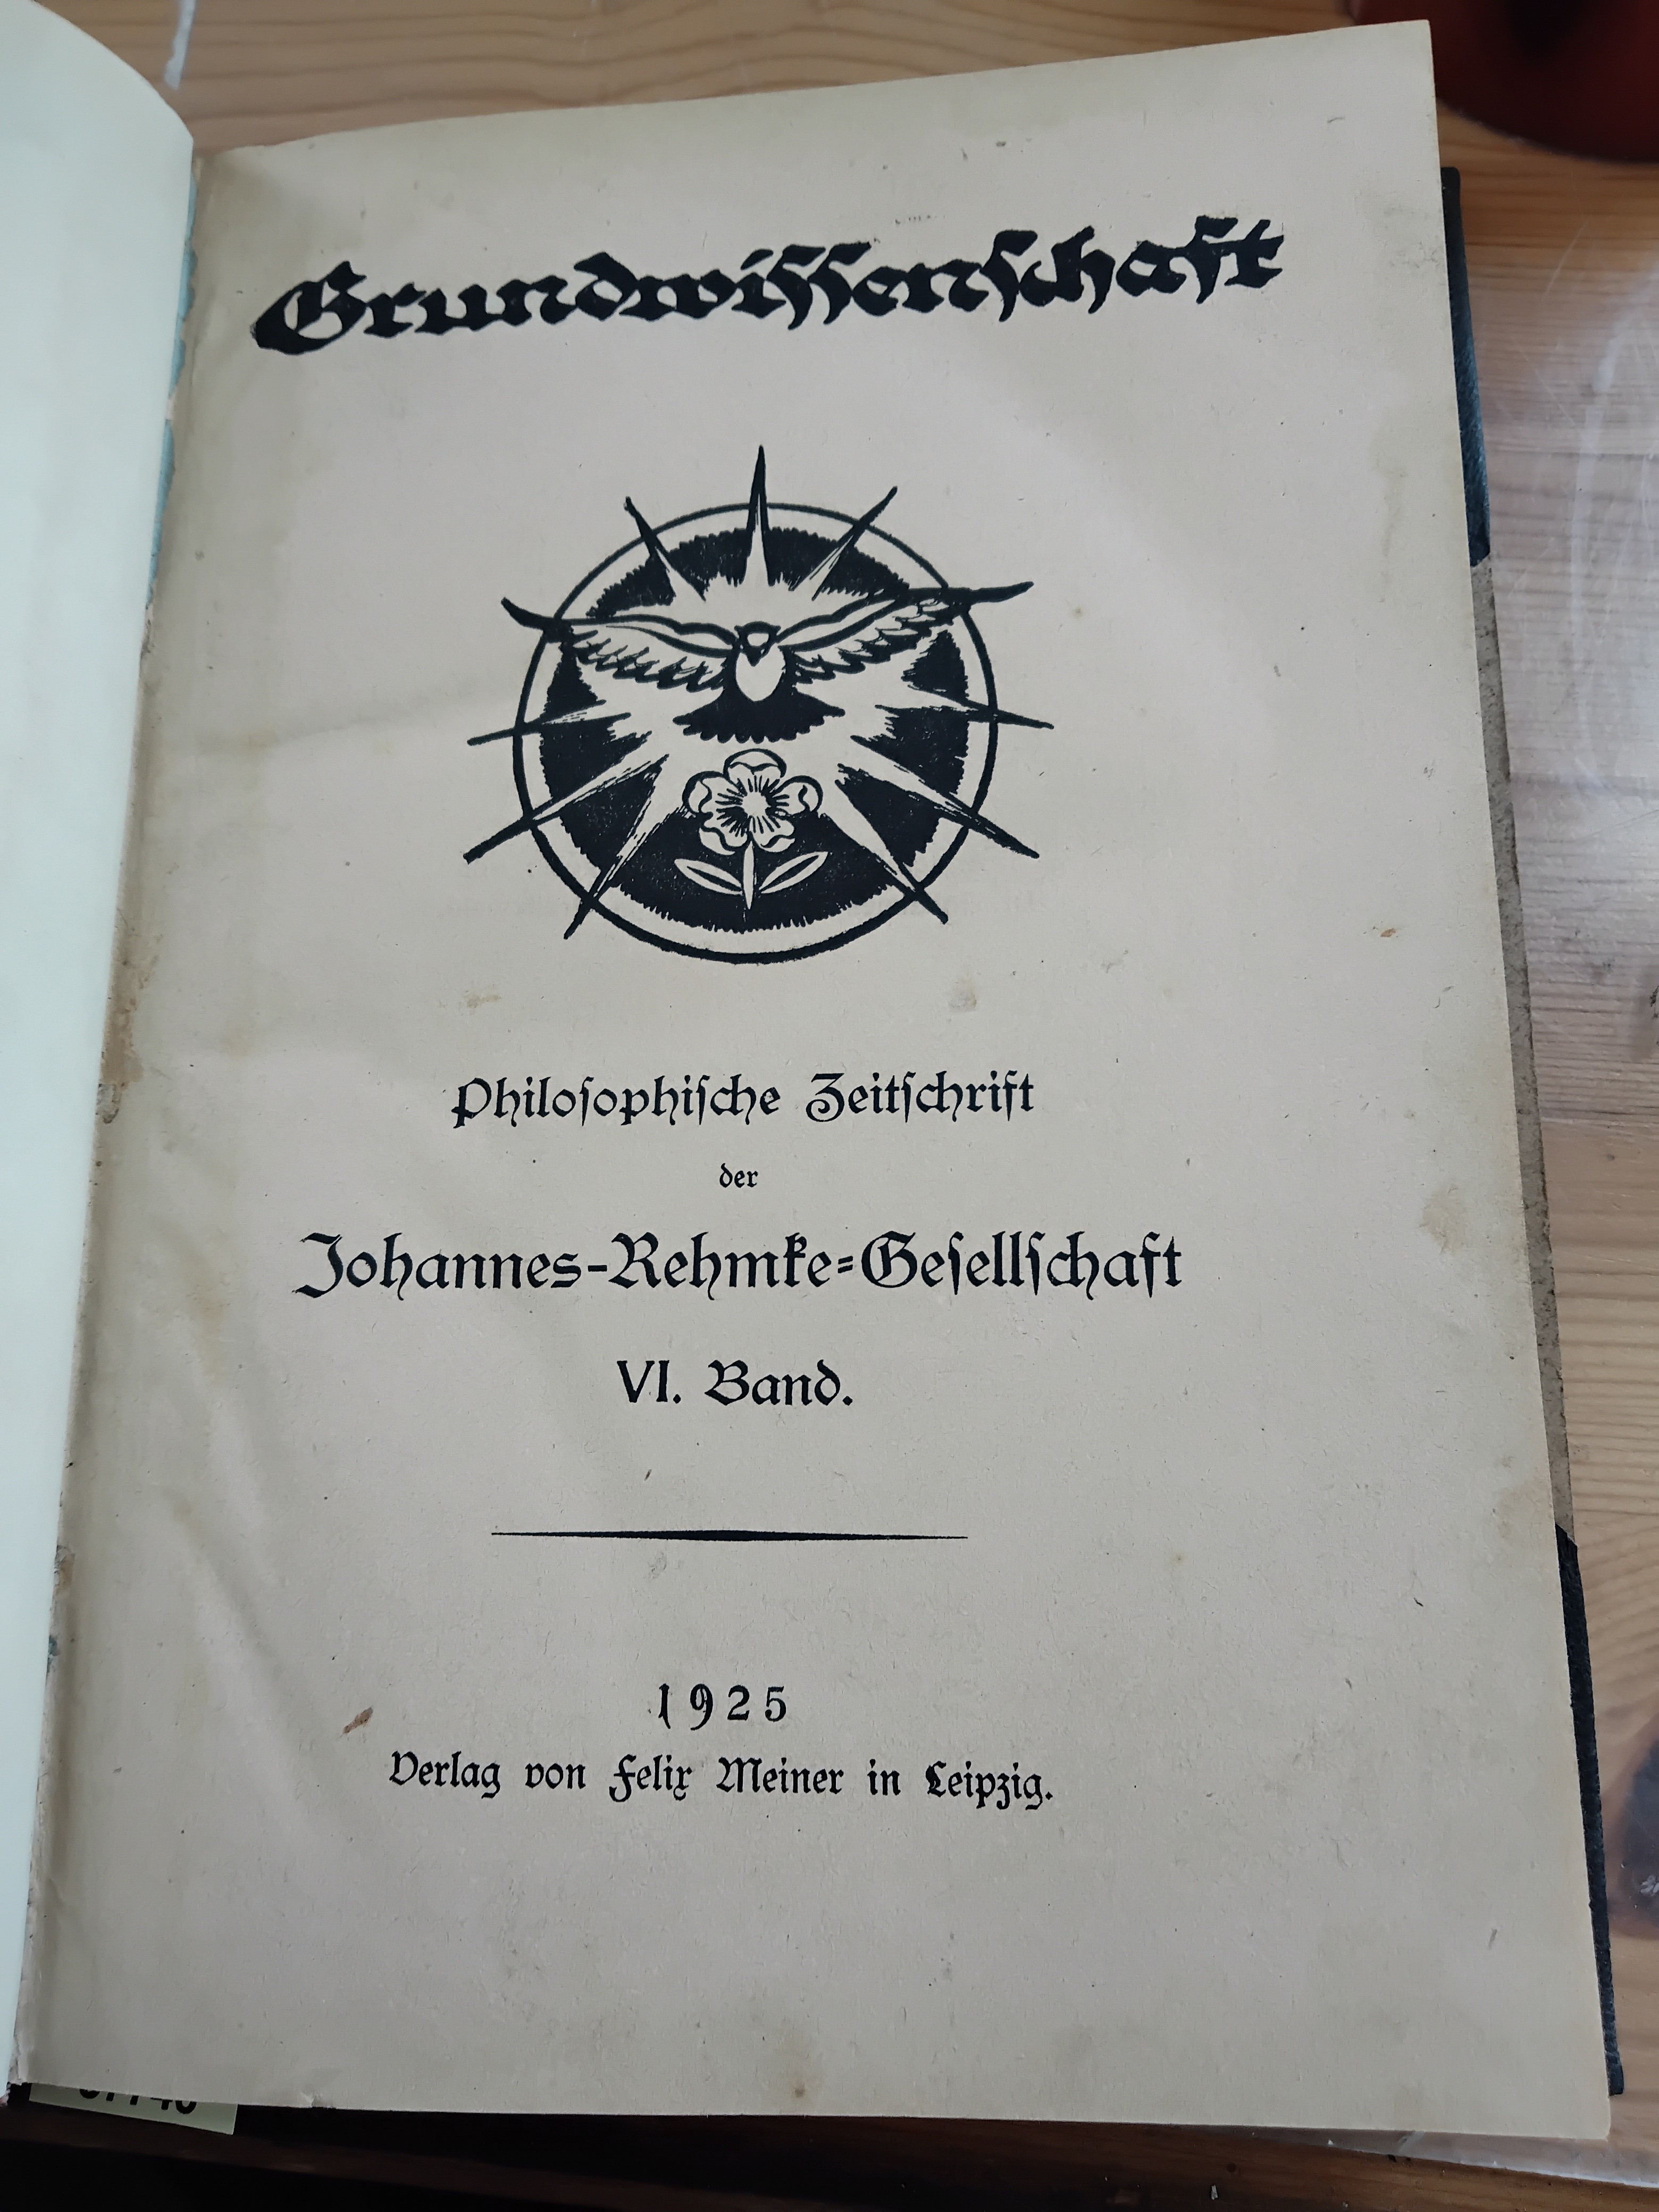 Grundwiſſenſchaft
Philoſophiſche Zeitſchrift
der
Johannes-Rehmke=Geſellſchaft
VI. Band.
1925
Verlag von Felix Meiner in Leipzig.